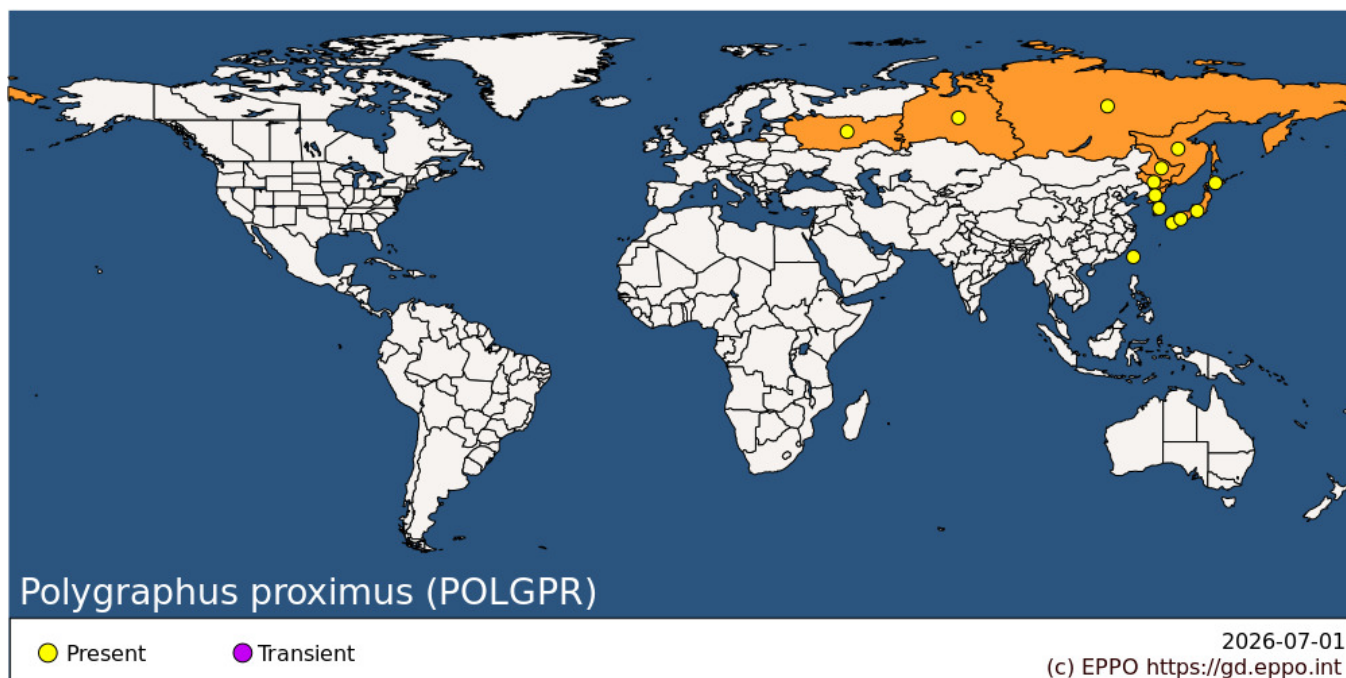 Polygraphus proximus (POLGPR)
Present
Transient
2026-07-01
(c) EPPO https://gd.eppo.int